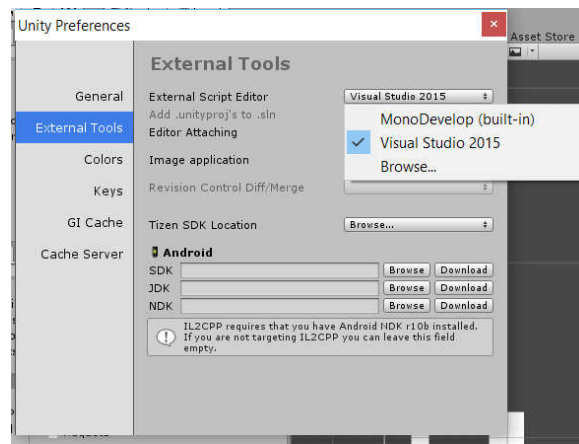 Unity Preferences
Asset Store
External Tools
General
External Tools
Colors
Keys
GI Cache
Cache Server
External Script Editor
Visual Studio 2015
Add .unityproj's to .sln
Editor Attaching
Image application
Revision Control Diff/Merge
MonoDevelop (built-in)
Visual Studio 2015
Browse...
Tizen SDK Location
Browse...
Android
SDK
Browse
Download
JDK
Browse
Download
NDK
Browse
Download
IL2CPP requires that you have Android NDK r10b installed.
If you are not targeting IL2CPP you can leave this field
empty.